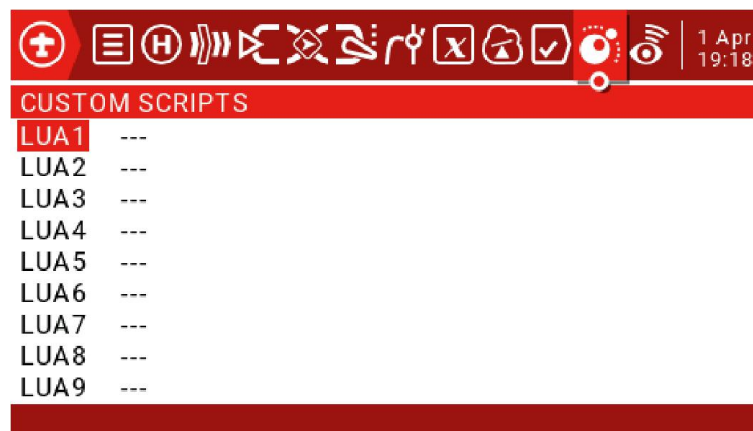 1 Apr
19:18
CUSTOM SCRIPTS
LUA1 ---
LUA2 ---
LUA3 ---
LUA4 ---
LUA5 ---
LUA6 ---
LUA7 ---
LUA8 ---
LUA9 ---